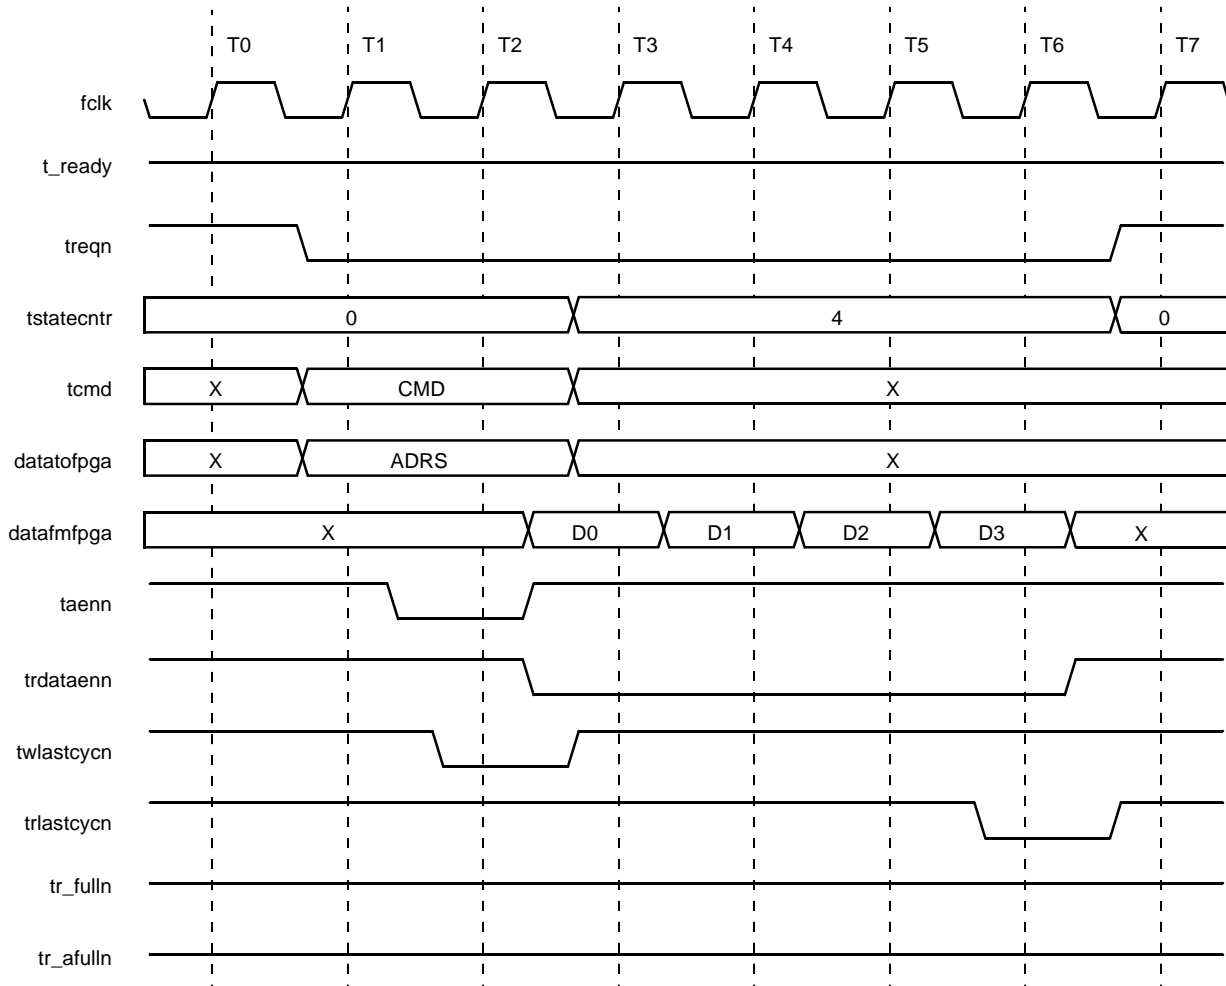 T0 T1 T2 T3 T4 T5 T6 T7
fclk
t_ready
treqn
tstatecntr 0 4 0
tcmd X CMD X
datatofpga X ADRS X
datafmfpga X D0 D1 D2 D3 X
taenn
trdataenn
twlastcycn
trlastcycn
tr_fulln
tr_afulln